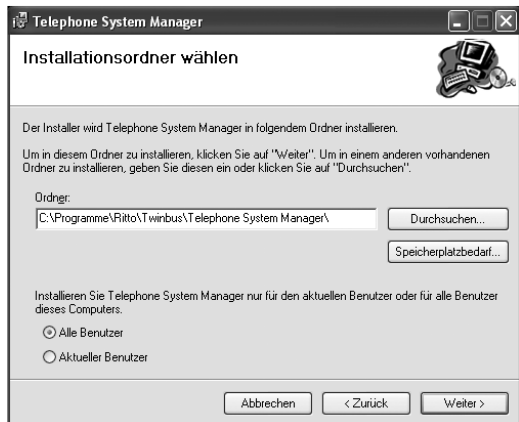 Telephone System Manager
Installationsordner wählen
Der Installer wird Telephone System Manager in folgendem Ordner installieren.
Um in diesem Ordner zu installieren, klicken Sie auf "Weiter". Um in einem anderen vorhandenen
Ordner zu installieren, geben Sie diesen ein oder klicken Sie auf "Durchsuchen".
Ordner:
C:\Programme\Ritto\Twinbus\Telephone System Manager\
Durchsuchen...
Speicherplatzbedarf...
Installieren Sie Telephone System Manager nur für den aktuellen Benutzer oder für alle Benutzer
dieses Computers.
Alle Benutzer
Aktueller Benutzer
Abbrechen
< Zurück
Weiter >